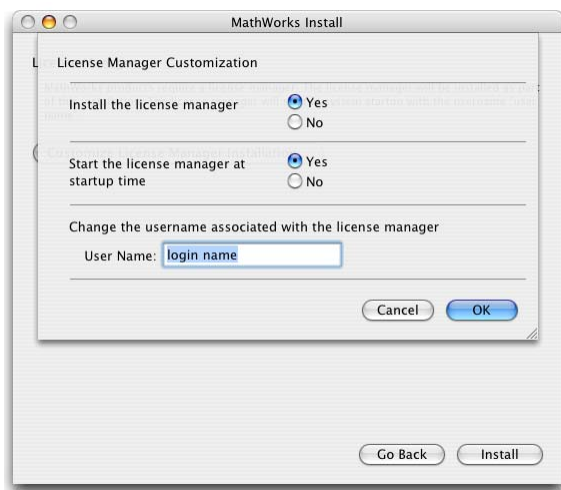 MathWorks Install
License Manager Customization
Install the license manager
Yes
No
Start the license manager at
startup time
Yes
No
Change the username associated with the license manager
User Name: login name
Cancel OK
Go Back Install